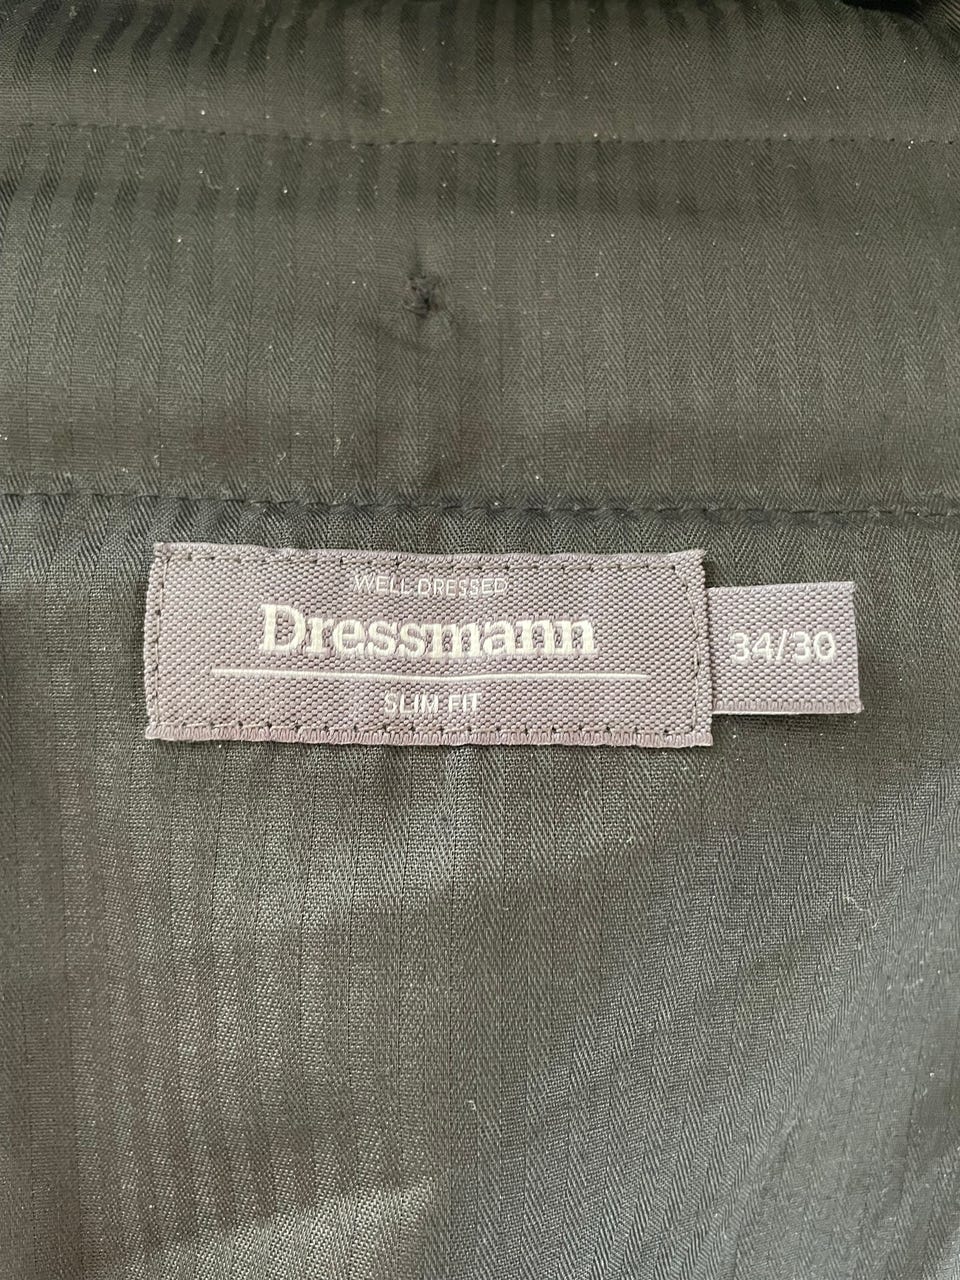 WELL DRESSED
Dressmann
SLIM FIT
34/30